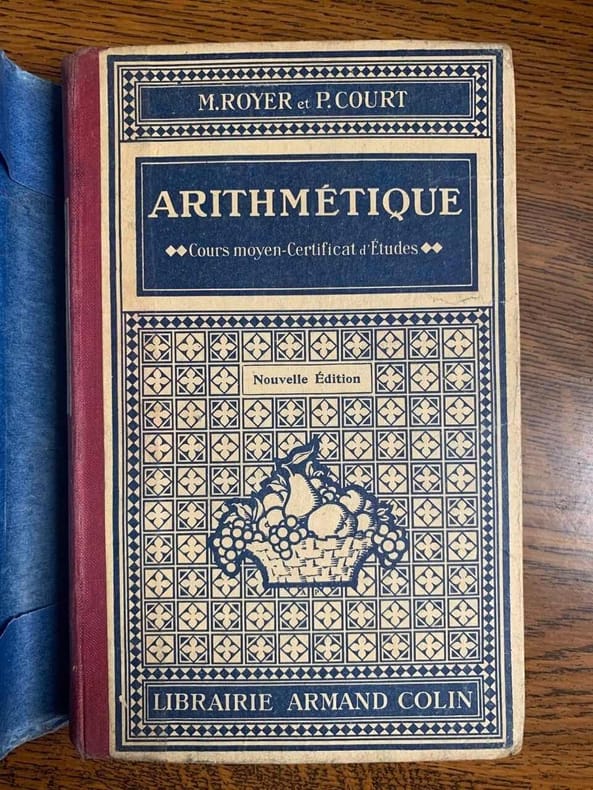 M. ROYER et P. COURT
ARITHMÉTIQUE
Cours moyen-Certificat d'Études
Nouvelle Édition
LIBRAIRIE ARMAND COLIN